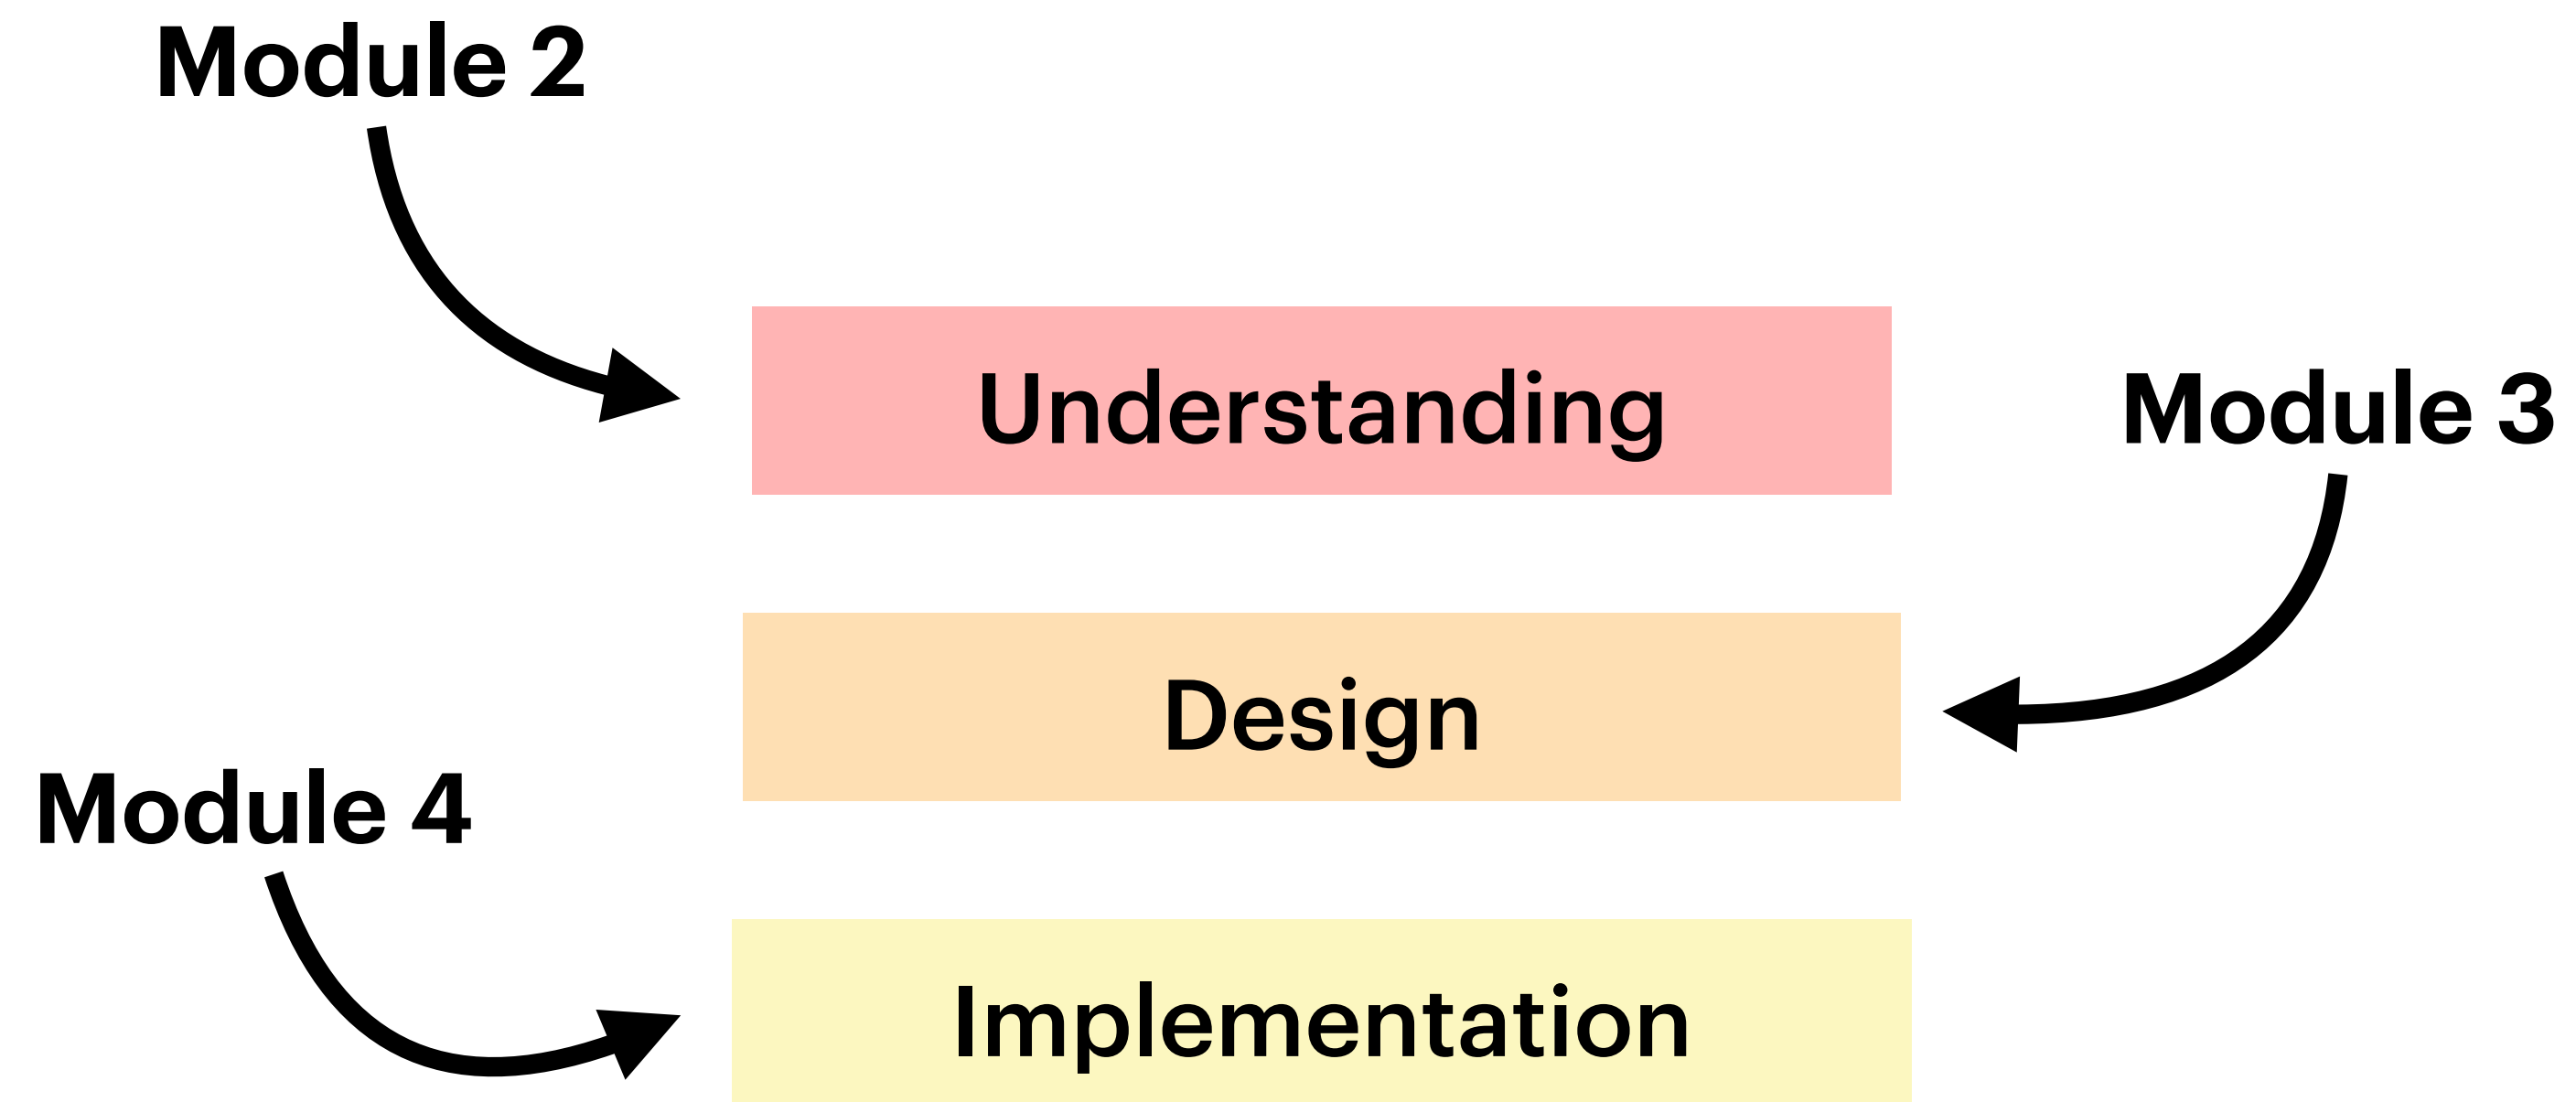 Module 2
Understanding
Module 3
Design
Module 4
Implementation